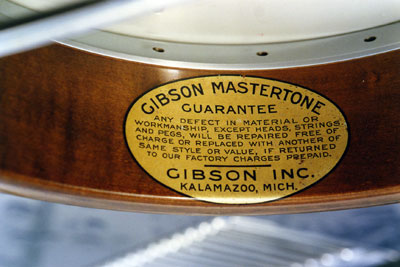 GIBSON MASTERTONE
GUARANTEE
ANY DEFECT IN MATERIAL OR
WORKMANSHIP, EXCEPT HEADS, STRINGS
AND PEGS, WILL BE REPAIRED FREE OF
CHARGE OR REPLACED WITH ANOTHER OF
SAME STYLE OR VALUE, IF RETURNED
TO OUR FACTORY CHARGES PREPAID.
GIBSON INC.
KALAMAZOO, MICH.